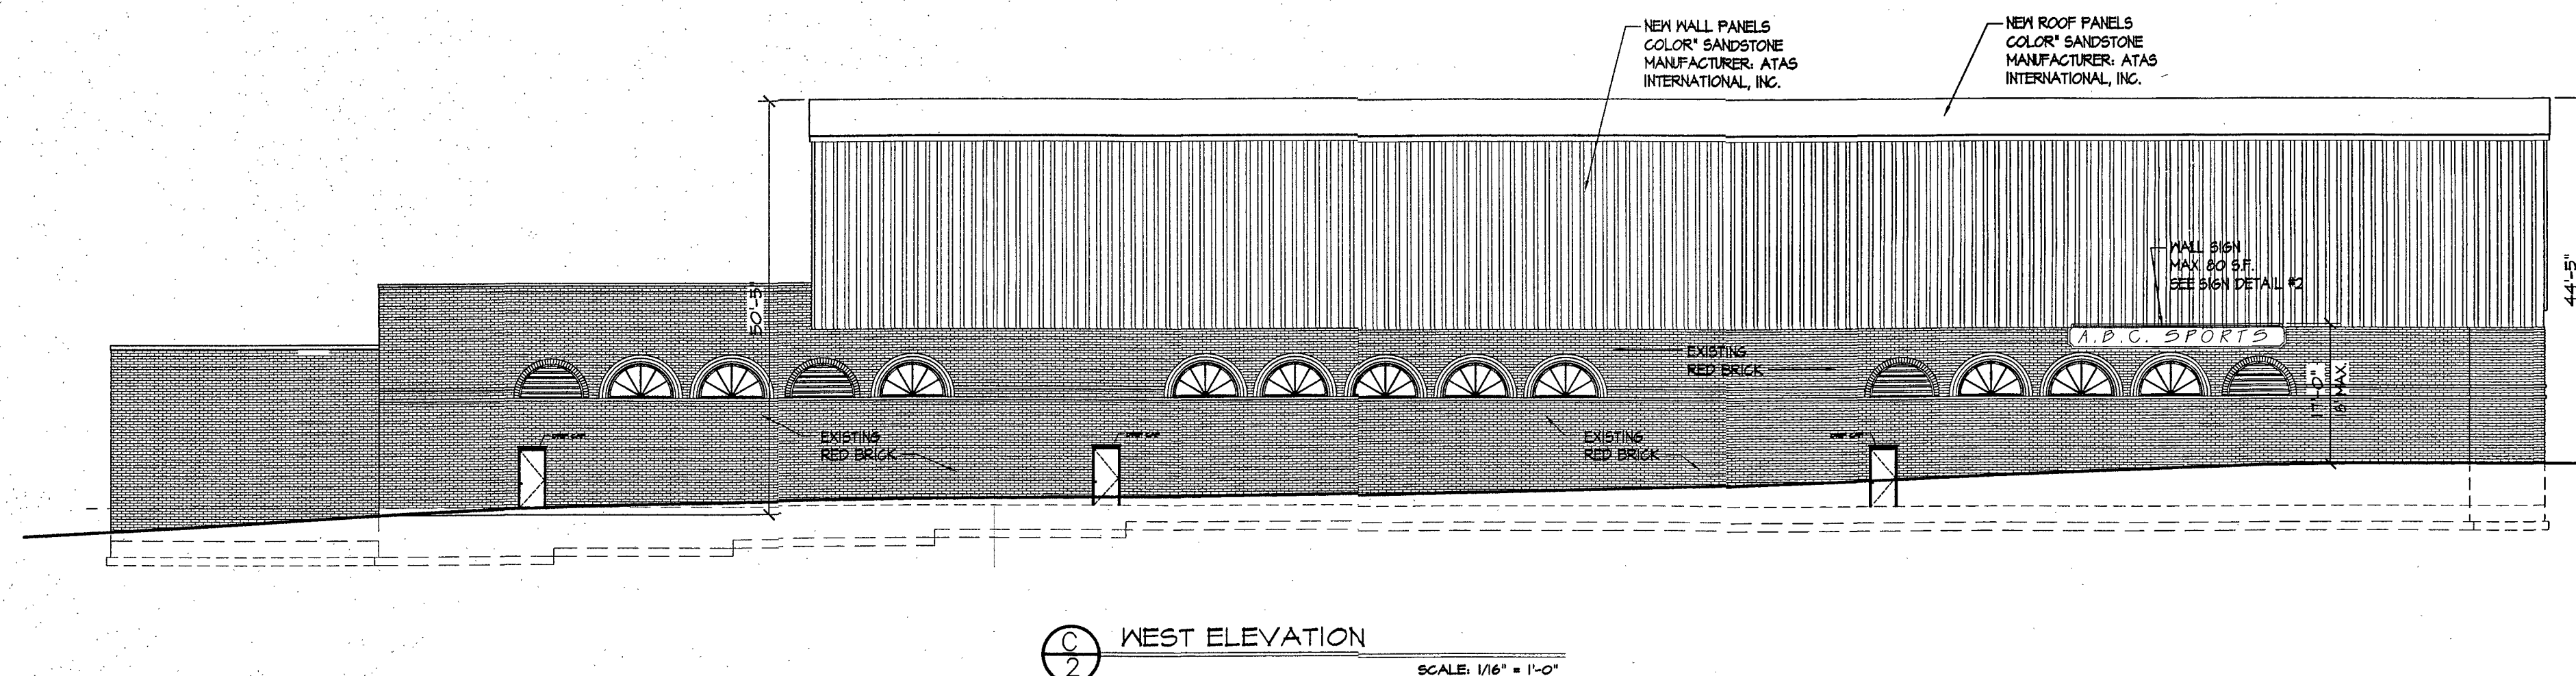 NEW WALL PANELS
COLOR" SANDSTONE
MANUFACTURER: ATAS
INTERNATIONAL, INC.
NEW ROOF PANELS
COLOR" SANDSTONE
MANUFACTURER: ATAS
INTERNATIONAL, INC.
50'-5"
44'-5"
WALL SIGN
MAX. 80 S.F.
SEE SIGN DETAIL #2
A.B.C. SPORTS
EXISTING
RED BRICK
17'-0"
EXISTING
RED BRICK
EXISTING
RED BRICK
C
2
WEST ELEVATION
SCALE: 1/16" = 1'-0"